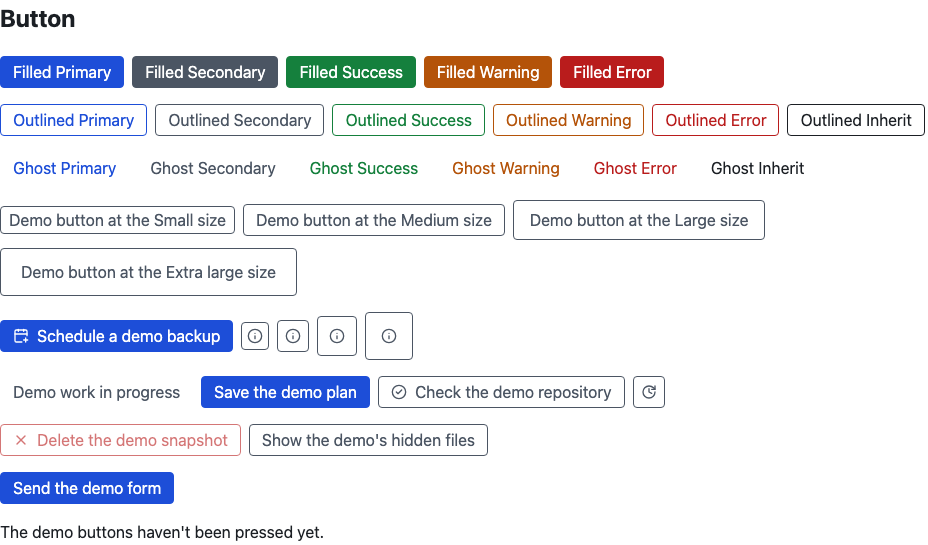 Button
Filled Primary Filled Secondary Filled Success Filled Warning Filled Error
Outlined Primary Outlined Secondary Outlined Success Outlined Warning Outlined Error Outlined Inherit
Ghost Primary Ghost Secondary Ghost Success Ghost Warning Ghost Error Ghost Inherit
Demo button at the Small size Demo button at the Medium size Demo button at the Large size
Demo button at the Extra large size
Schedule a demo backup
Demo work in progress Save the demo plan Check the demo repository
Delete the demo snapshot Show the demo's hidden files
Send the demo form
The demo buttons haven't been pressed yet.